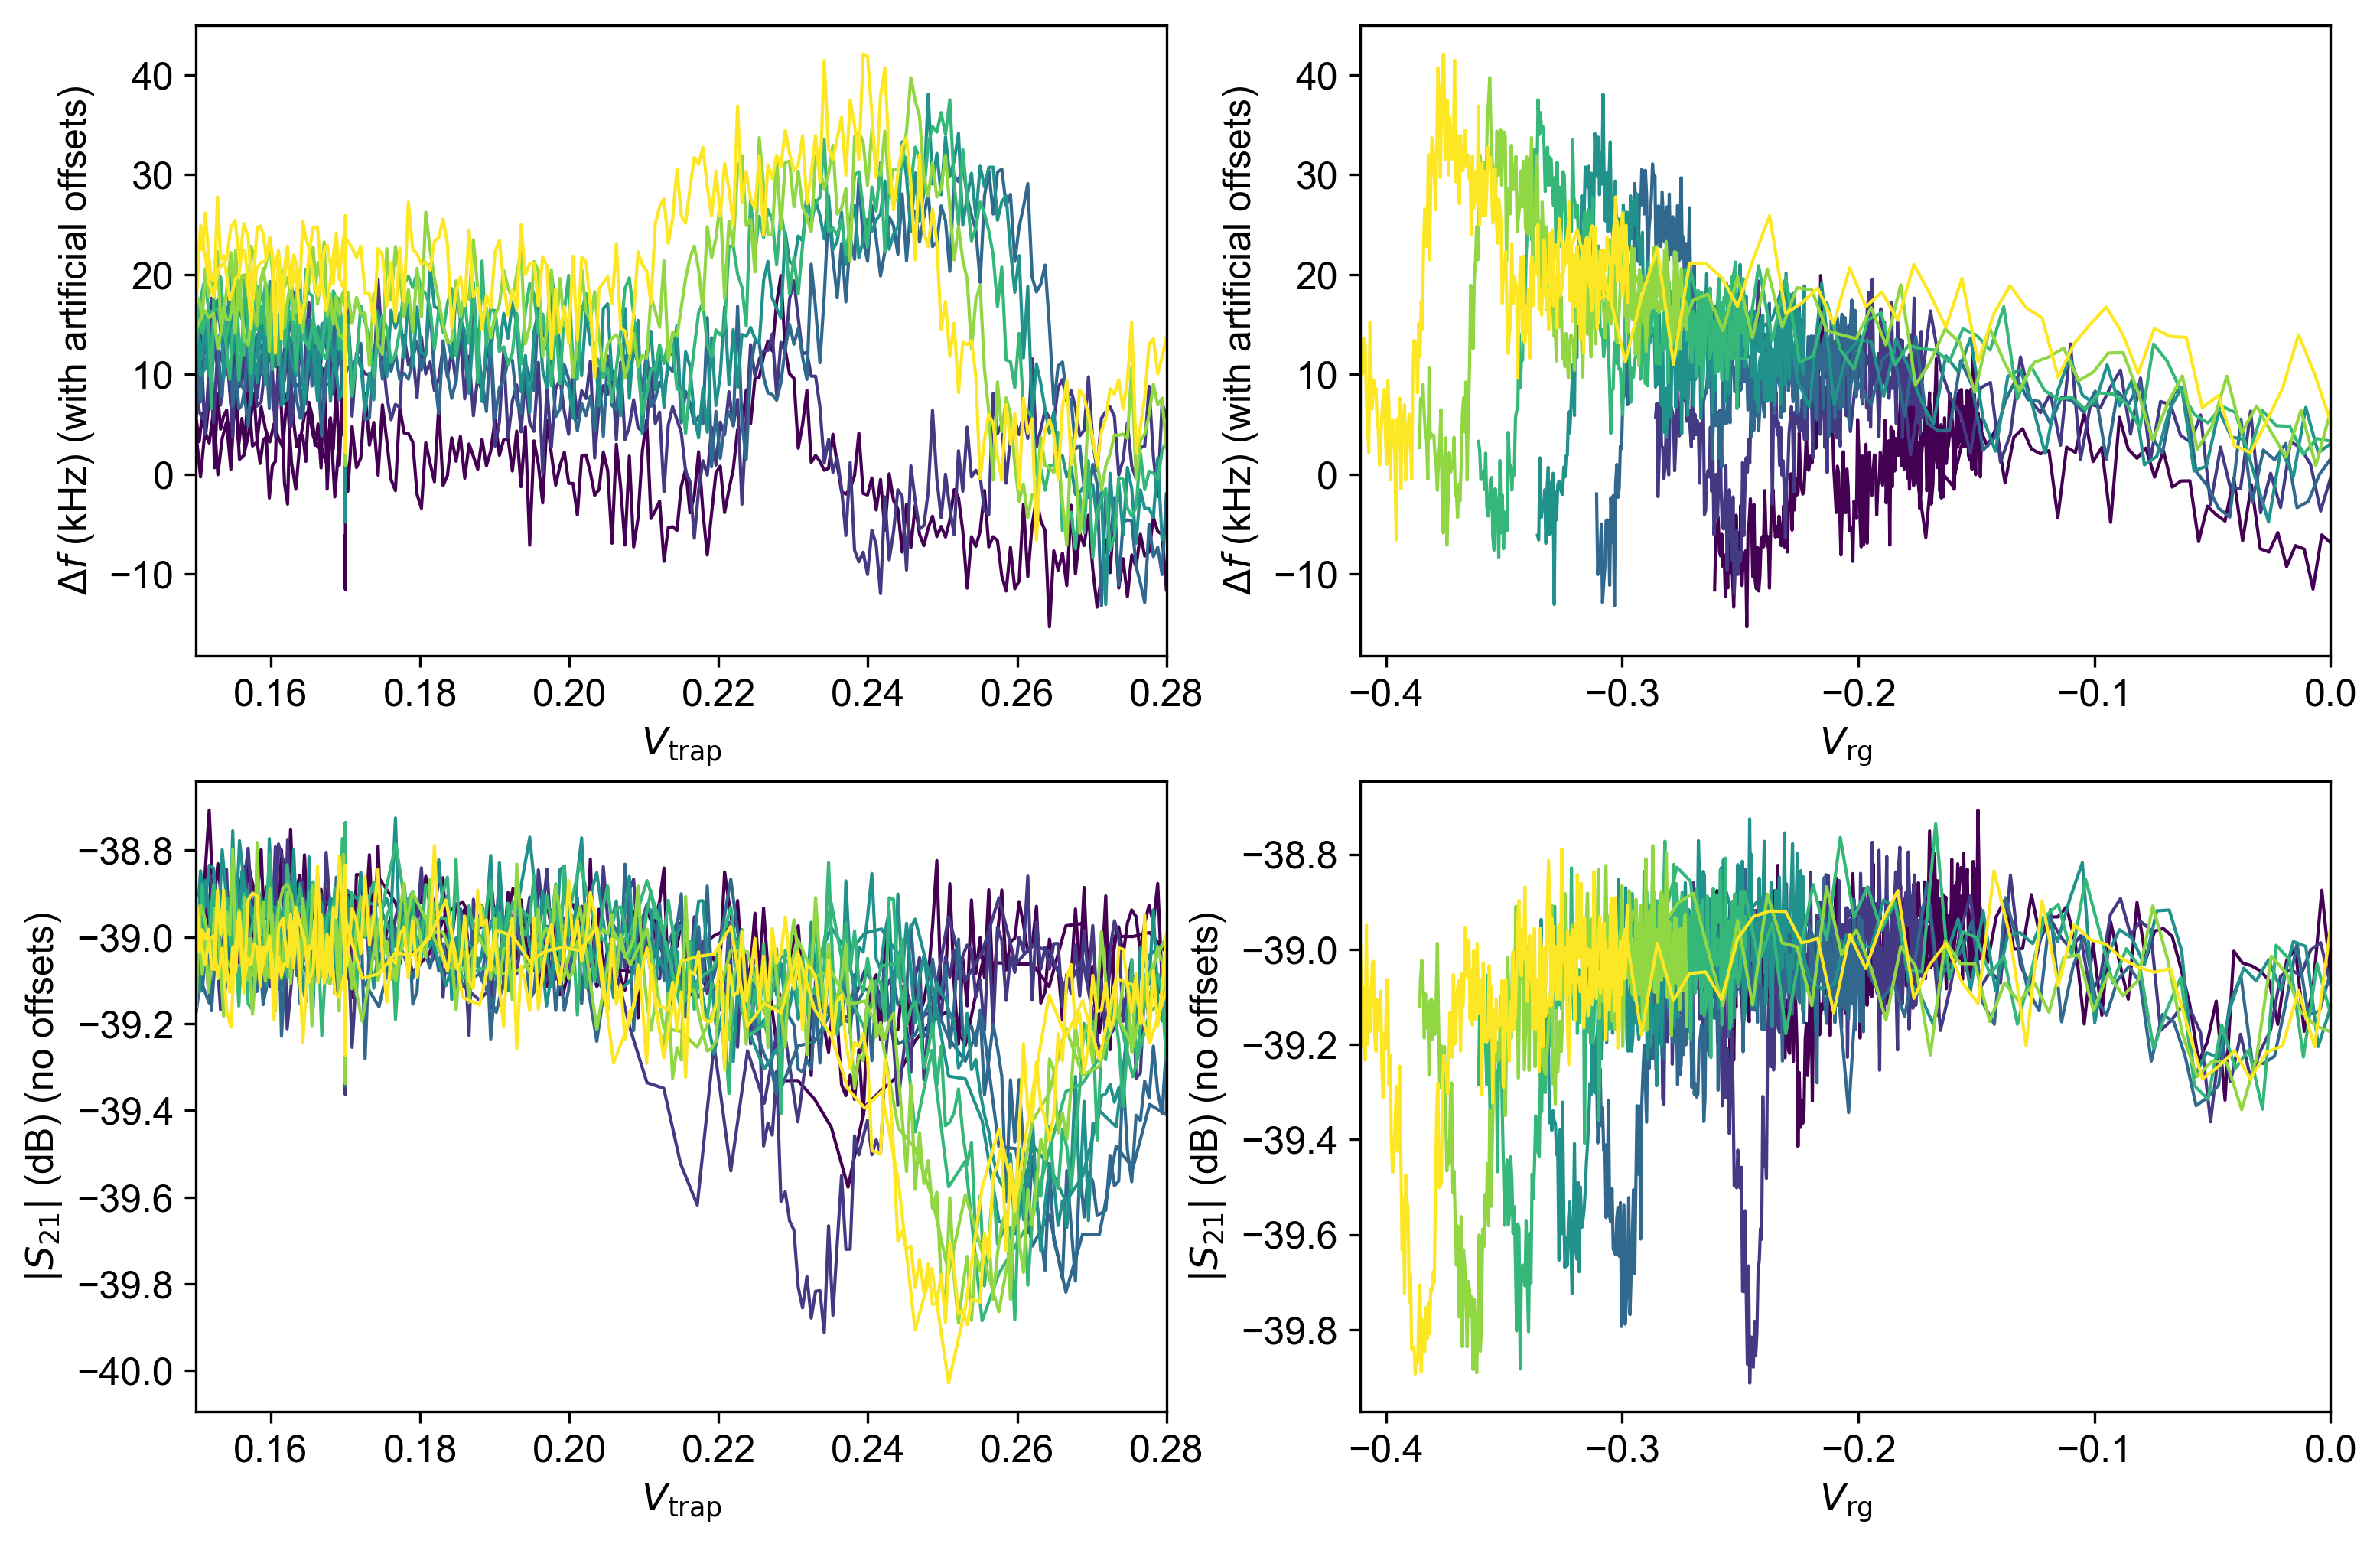 40
30
20
10
0
−10
Δf (kHz) (with artificial offsets)
0.16 0.18 0.20 0.22 0.24 0.26 0.28
Vtrap
40
30
20
10
0
−10
Δf (kHz) (with artificial offsets)
−0.4 −0.3 −0.2 −0.1 0.0
Vrg
−38.8
−39.0
−39.2
−39.4
−39.6
−39.8
−40.0
|S21| (dB) (no offsets)
0.16 0.18 0.20 0.22 0.24 0.26 0.28
Vtrap
−38.8
−39.0
−39.2
−39.4
−39.6
−39.8
|S21| (dB) (no offsets)
−0.4 −0.3 −0.2 −0.1 0.0
Vrg